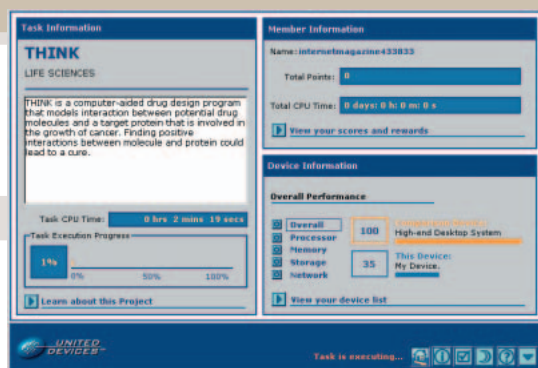 Task Information
THINK
LIFE SCIENCES
THINK is a computer-aided drug design program
that models interaction between potential drug
molecules and a target protein that is involved in
the growth of cancer. Finding positive
interactions between molecule and protein could
lead to a cure.
Task CPU Time: 0 hrs 2 mins 19 secs
Task Execution Progress
1%
0% 50% 100%
Learn about this Project
Member Information
Name: internetmagazine433833
Total Points: 0
Total CPU Time: 0 days: 0 h: 0 m: 0 s
View your scores and rewards
Device Information
Overall Performance
Overall
Processor
Memory
Storage
Network
100
High-end Desktop System
35
This Device:
My Device.
View your device list
UNITED
DEVICES™
Task is executing...